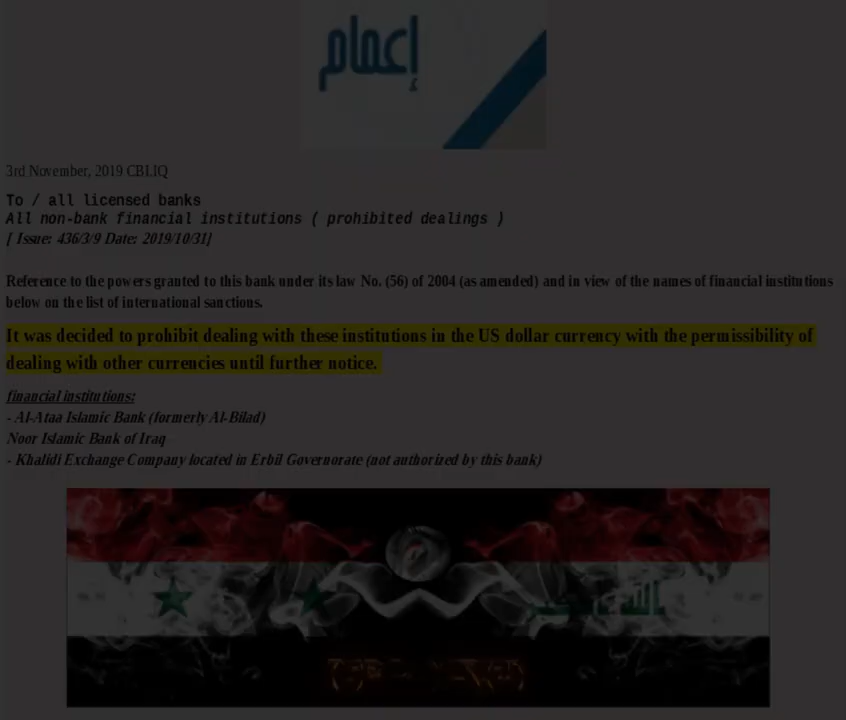 إعمام
3rd November, 2019 CBLIQ
To / all licensed banks
All non-bank financial institutions ( prohibited dealings )
[ Issue: 436/3/9 Date: 2019/10/31]
Reference to the powers granted to this bank under its law No. (56) of 2004 (as amended) and in view of the names of financial institutions
below on the list of international sanctions.
It was decided to prohibit dealing with these institutions in the US dollar currency with the permissibility of
dealing with other currencies until further notice.
financial institutions:
- Al-Ataa Islamic Bank (formerly Al-Bilad)
Noor Islamic Bank of Iraq
- Khalidi Exchange Company located in Erbil Governorate (not authorized by this bank)